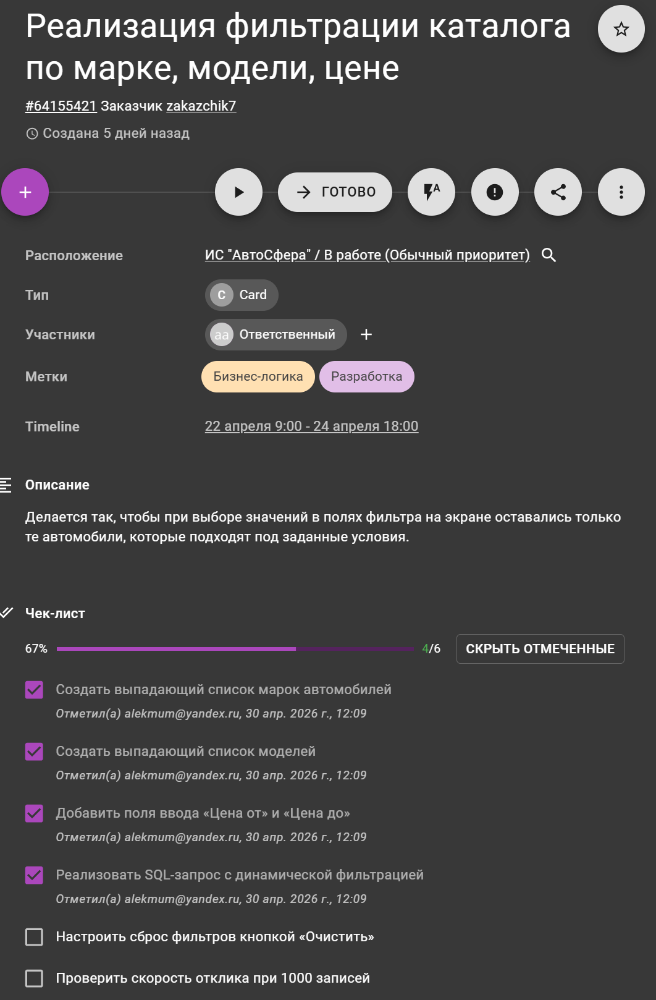 Реализация фильтрации каталога
по марке, модели, цене
#64155421 Заказчик zakazchik7
Создана 5 дней назад
ГОТОВО
A
Расположение ИС "АвтоСфера" / В работе (Обычный приоритет)
Тип C Card
Участники aa Ответственный
Метки Бизнес-логика Разработка
Timeline 22 апреля 9:00 - 24 апреля 18:00
Описание
Делается так, чтобы при выборе значений в полях фильтра на экране оставались только
те автомобили, которые подходят под заданные условия.
Чек-лист
67% 4/6 СКРЫТЬ ОТМЕЧЕННЫЕ
Создать выпадающий список марок автомобилей
Отметил(а) alekmum@yandex.ru, 30 апр. 2026 г., 12:09
Создать выпадающий список моделей
Отметил(а) alekmum@yandex.ru, 30 апр. 2026 г., 12:09
Добавить поля ввода «Цена от» и «Цена до»
Отметил(а) alekmum@yandex.ru, 30 апр. 2026 г., 12:09
Реализовать SQL-запрос с динамической фильтрацией
Отметил(а) alekmum@yandex.ru, 30 апр. 2026 г., 12:09
Настроить сброс фильтров кнопкой «Очистить»
Проверить скорость отклика при 1000 записей